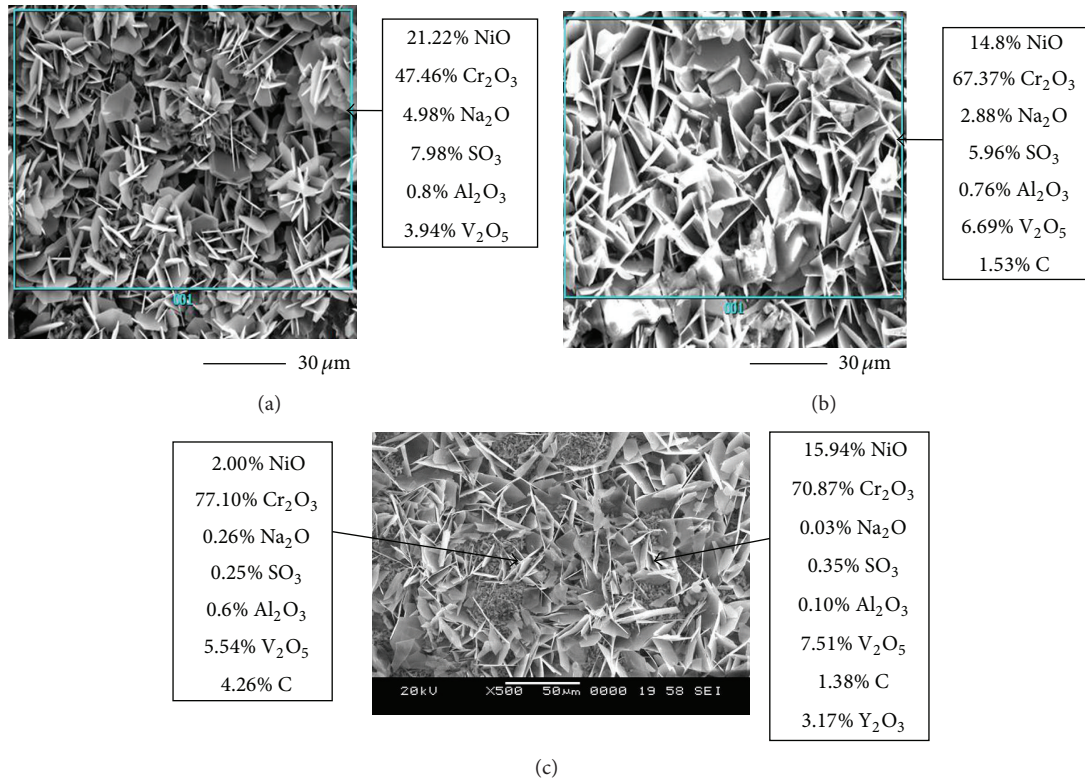 21.22% NiO
47.46% Cr₂O₃
4.98% Na₂O
7.98% SO₃
0.8% Al₂O₃
3.94% V₂O₅
001
30 μm
(a)
14.8% NiO
67.37% Cr₂O₃
2.88% Na₂O
5.96% SO₃
0.76% Al₂O₃
6.69% V₂O₅
1.53% C
001
30 μm
(b)
2.00% NiO
77.10% Cr₂O₃
0.26% Na₂O
0.25% SO₃
0.6% Al₂O₃
5.54% V₂O₅
4.26% C
20kV X500 50μm 0000 19 58 SEI
15.94% NiO
70.87% Cr₂O₃
0.03% Na₂O
0.35% SO₃
0.10% Al₂O₃
7.51% V₂O₅
1.38% C
3.17% Y₂O₃
(c)